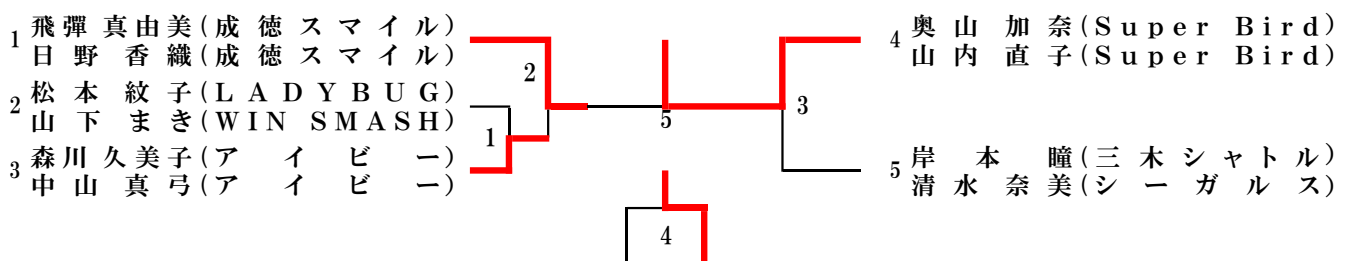 1 飛彈 真由美(成徳スマイル)
日野香織(成徳スマイル)
2 松本紋子(LADYBUG)
山下まき(WIN SMASH)
3 森川久美子(アイビー)
中山真弓(アイビー)
2
1
5
3
4
4 奥山加奈(Super Bird)
山内直子(Super Bird)
5 岸本瞳(三木シャトル)
清水奈美(シーガルス)